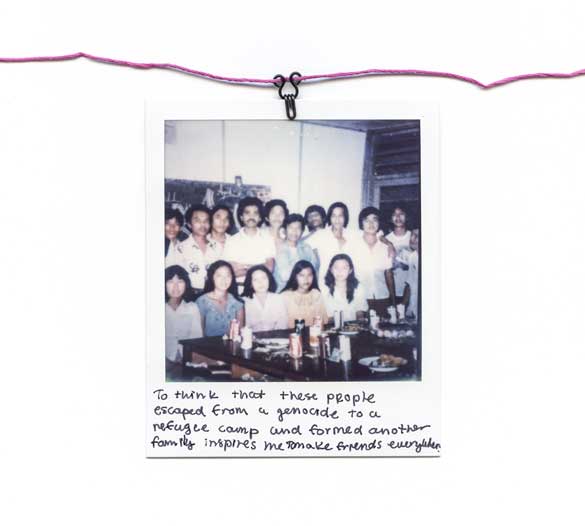 To think that these people
escaped from a genocide to a
refugee camp and formed another
family inspires me to make friends everywhere.